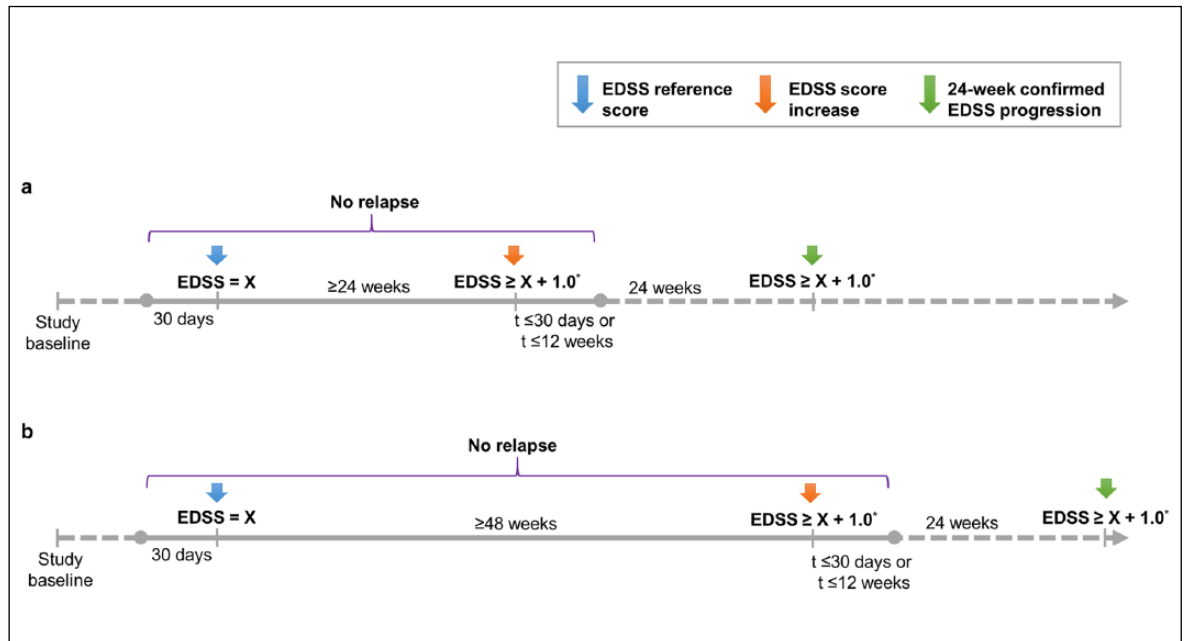 EDSS reference
score
EDSS score
increase
24-week confirmed
EDSS progression
a
No relapse
EDSS = X
≥24 weeks
EDSS ≥ X + 1.0*
24 weeks
EDSS ≥ X + 1.0*
Study
baseline
30 days
t ≤30 days or
t ≤12 weeks
b
No relapse
EDSS = X
≥48 weeks
EDSS ≥ X + 1.0*
24 weeks
EDSS ≥ X + 1.0*
Study
baseline
30 days
t ≤30 days or
t ≤12 weeks